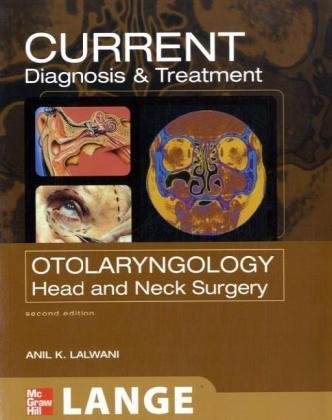 CURRENT
Diagnosis & Treatment
OTOLARYNGOLOGY
Head and Neck Surgery
second edition
ANIL K. LALWANI
Mc
Graw
Hill
LANGE